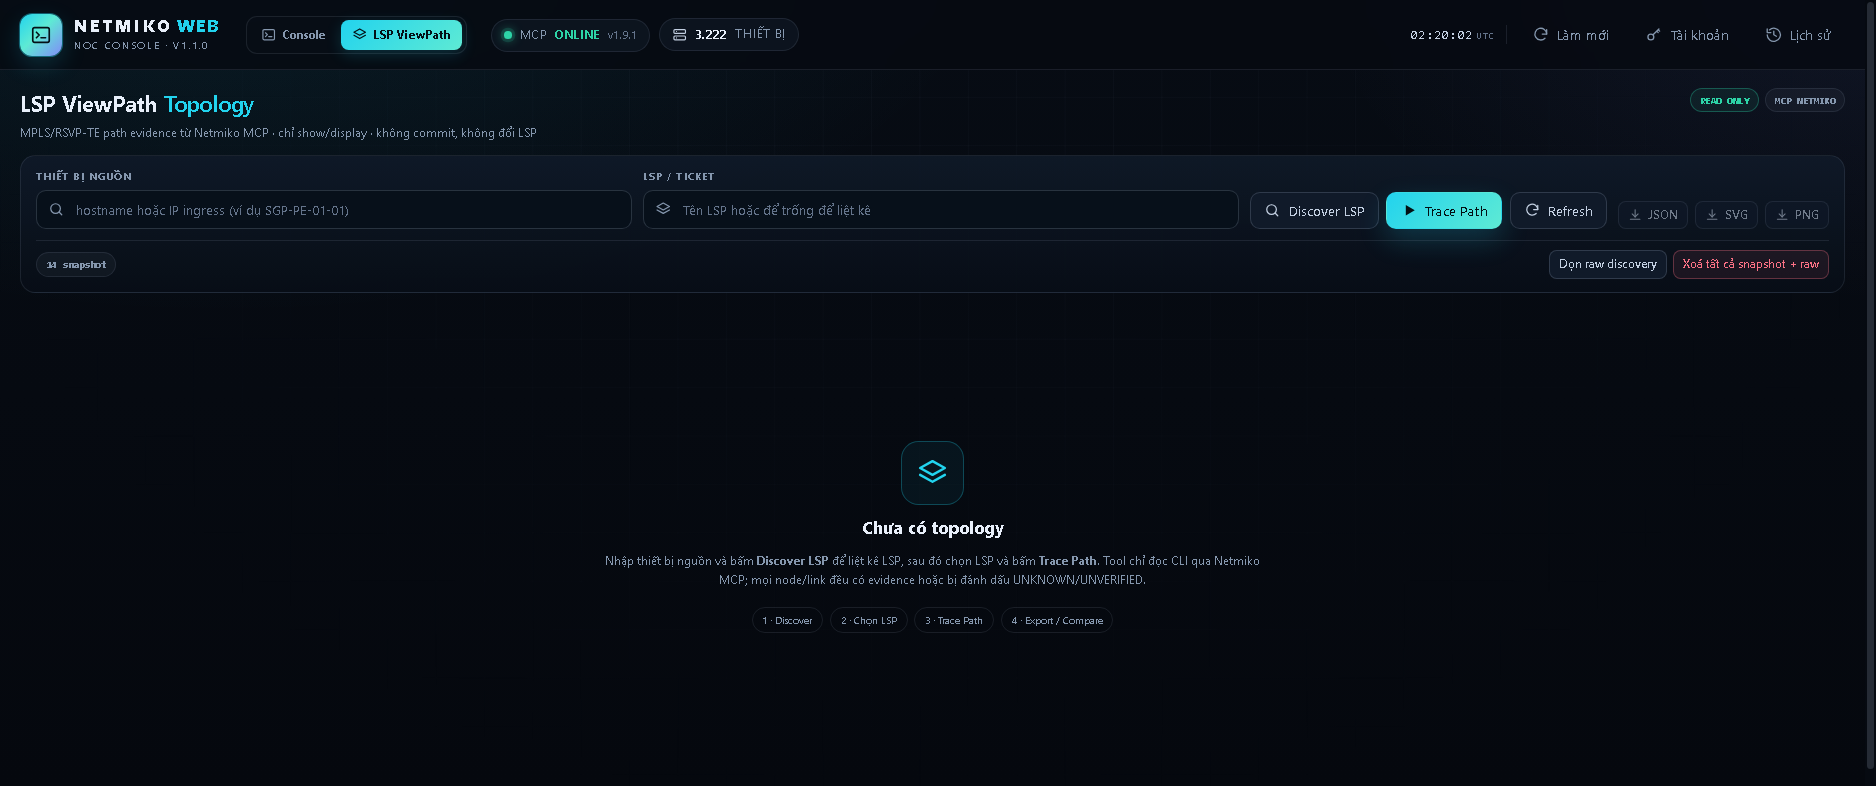 NETMIKO WEB
NOC CONSOLE · V1.1.0
Console
LSP ViewPath
MCP ONLINE v1.9.1
3.222 THIẾT BỊ
02:20:02 UTC
Làm mới
Tài khoản
Lịch sử
LSP ViewPath Topology
MPLS/RSVP-TE path evidence từ Netmiko MCP · chỉ show/display · không commit, không đổi LSP
READ ONLY
MCP NETMIKO
THIẾT BỊ NGUỒN
LSP / TICKET
hostname hoặc IP ingress (ví dụ SGP-PE-01-01)
Tên LSP hoặc để trống để liệt kê
Discover LSP
Trace Path
Refresh
JSON
SVG
PNG
14 snapshot
Dọn raw discovery
Xoá tất cả snapshot + raw
Chưa có topology
Nhập thiết bị nguồn và bấm Discover LSP để liệt kê LSP, sau đó chọn LSP và bấm Trace Path. Tool chỉ đọc CLI qua Netmiko
MCP; mọi node/link đều có evidence hoặc bị đánh dấu UNKNOWN/UNVERIFIED.
1 · Discover
2 · Chọn LSP
3 · Trace Path
4 · Export / Compare